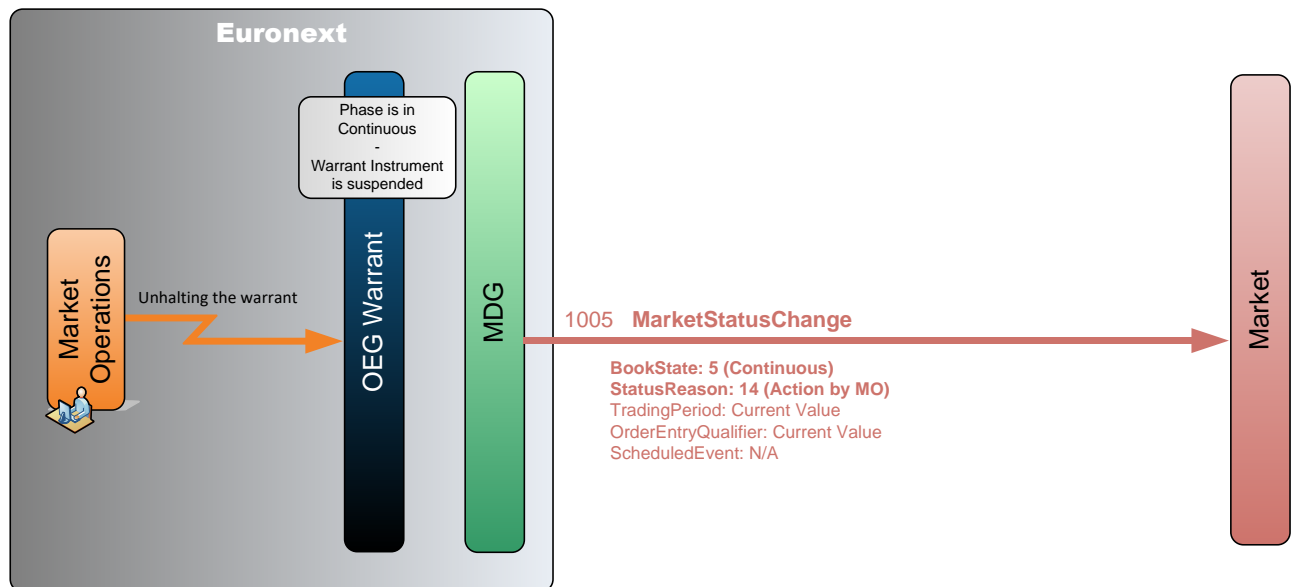 Euronext
Phase is in
Continuous
-
Warrant Instrument
is suspended
Market
Operations
Unhalting the warrant
OEG Warrant
MDG
1005 MarketStatusChange
BookState: 5 (Continuous)
StatusReason: 14 (Action by MO)
TradingPeriod: Current Value
OrderEntryQualifier: Current Value
ScheduledEvent: N/A
Market